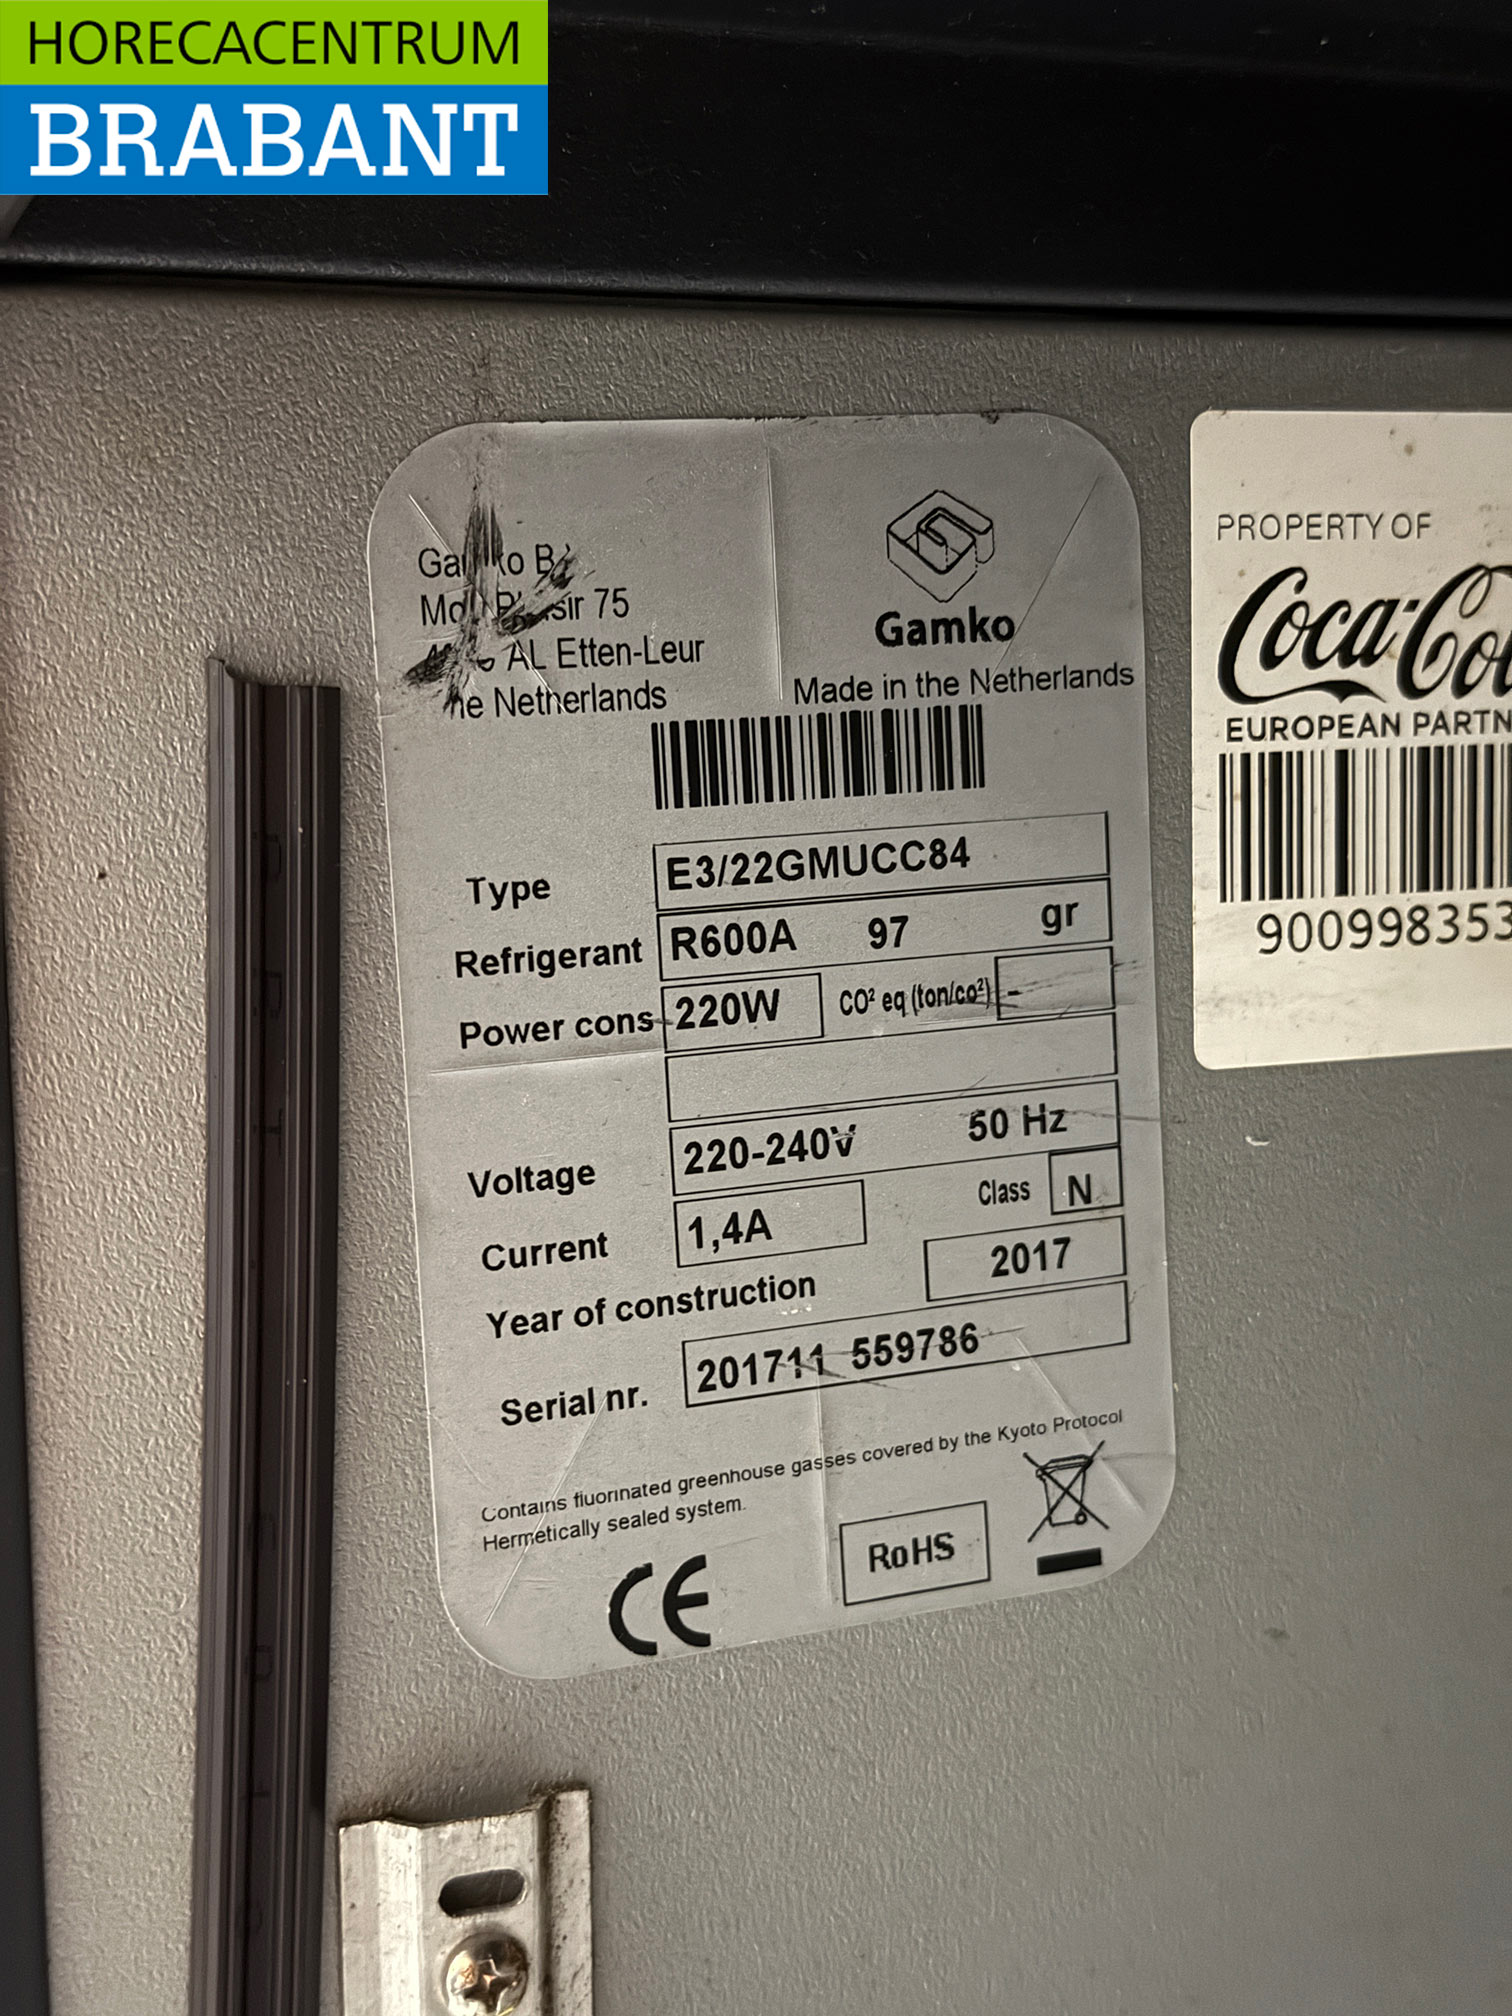 HORECACENTRUM
BRABANT
75
AL Etten-Leur
Netherlands
Gamko
Made in the Netherlands
Type E3/22GMUCC84
Refrigerant R600A 97 gr
Power cons 220W CO² eq (ton/co²) -
Voltage 220-240V 50 Hz
Current 1,4A Class N
Year of construction 2017
Serial nr. 201711 559786
Contains fluorinated greenhouse gasses covered by the Kyoto Protocol
Hermetically sealed system.
CE
RoHS
PROPERTY OF
Coca-Co
EUROPEAN PARTN
900998353